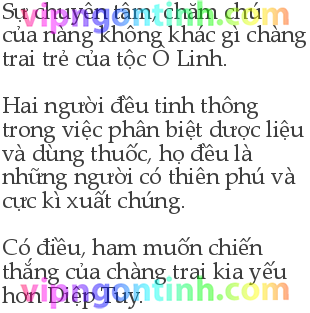 Sự chuyên tâm, chăm chú
của nàng không khác gì chàng
trai trẻ của tộc Ô Linh.
Hai người đều tinh thông
trong việc phân biệt dược liệu
và dùng thuốc, họ đều là
những người có thiên phú và
cực kì xuất chúng.
Có điều, ham muốn chiến
thắng của chàng trai kia yếu
hơn Diệp Tuy.
vipngontinh.com
vipngontinh.com